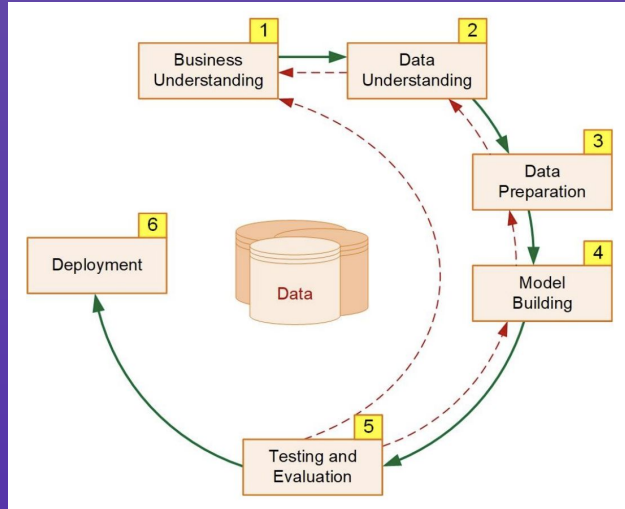 1
Business
Understanding
2
Data
Understanding
3
Data
Preparation
4
Model
Building
5
Testing and
Evaluation
6
Deployment
Data